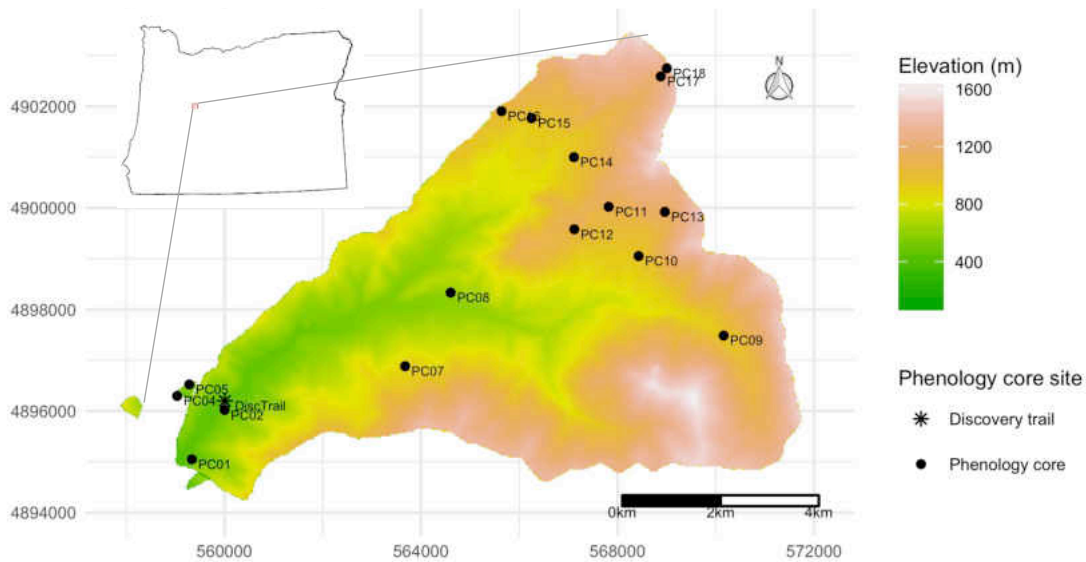 N
Elevation (m)
1600
1200
800
400
4902000
4900000
4898000
4896000
4894000
PC18
PC17
PC15
PC14
PC11
PC13
PC12
PC10
PC08
PC09
PC07
PC05
PC04
DiscTrail
PC02
PC01
Phenology core site
Discovery trail
Phenology core
0km
2km
4km
560000
564000
568000
572000